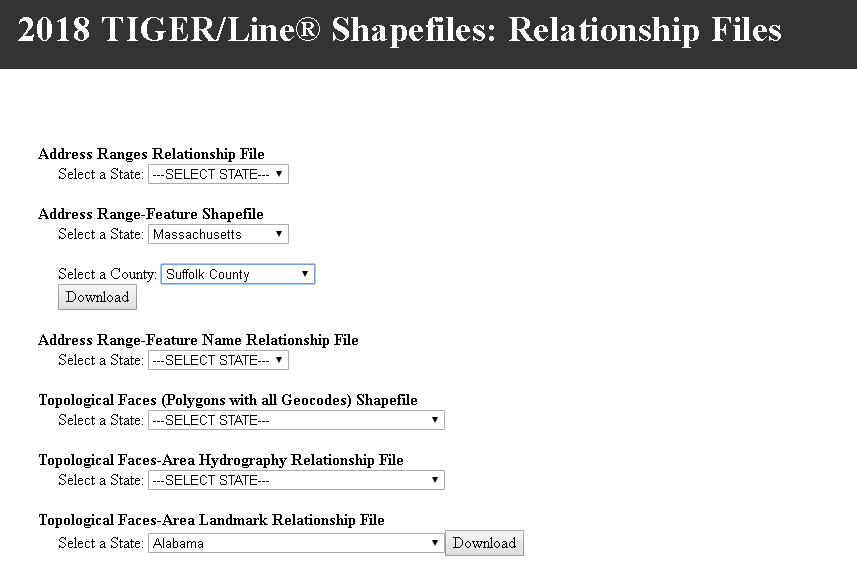 2018 TIGER/Line® Shapefiles: Relationship Files
Address Ranges Relationship File
Select a State: ---SELECT STATE---
Address Range-Feature Shapefile
Select a State: Massachusetts
Select a County: Suffolk County
Download
Address Range-Feature Name Relationship File
Select a State: ---SELECT STATE---
Topological Faces (Polygons with all Geocodes) Shapefile
Select a State: ---SELECT STATE---
Topological Faces-Area Hydrography Relationship File
Select a State: ---SELECT STATE---
Topological Faces-Area Landmark Relationship File
Select a State: Alabama Download